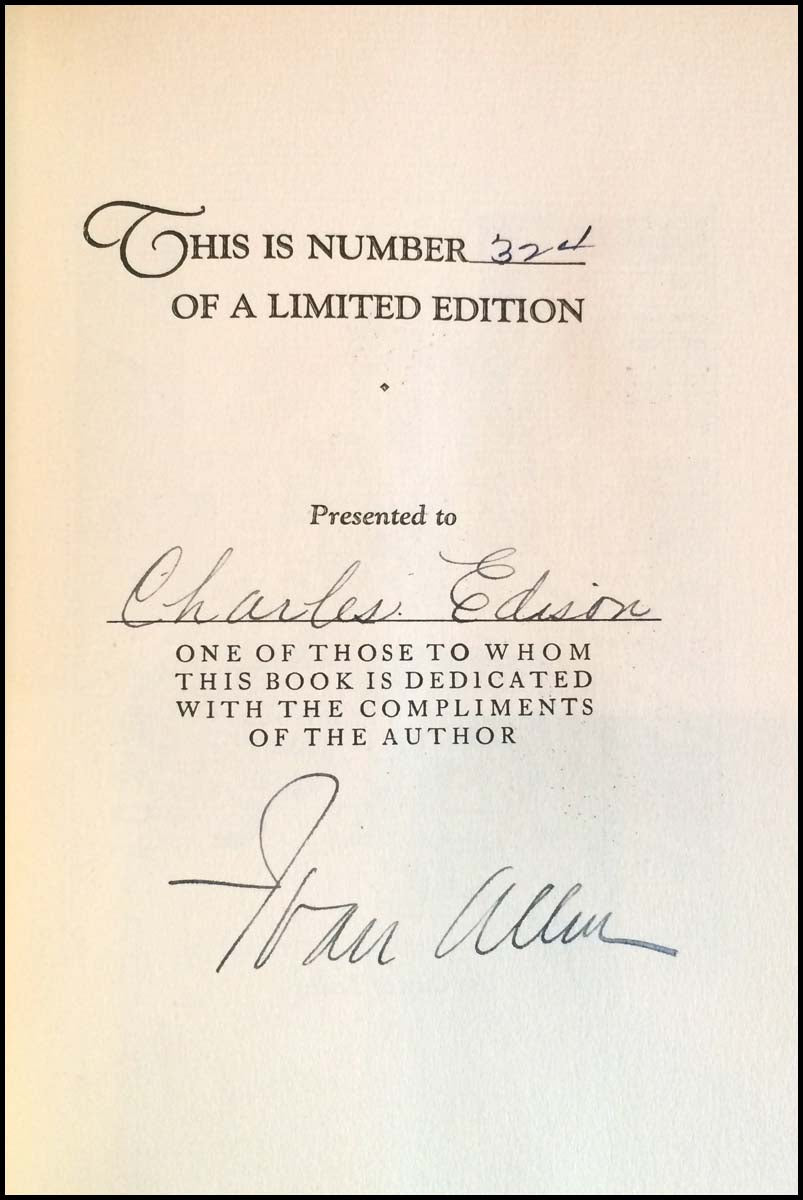 THIS IS NUMBER 324
OF A LIMITED EDITION
Presented to
Charles Edison
ONE OF THOSE TO WHOM
THIS BOOK IS DEDICATED
WITH THE COMPLIMENTS
OF THE AUTHOR
Ivan Allen